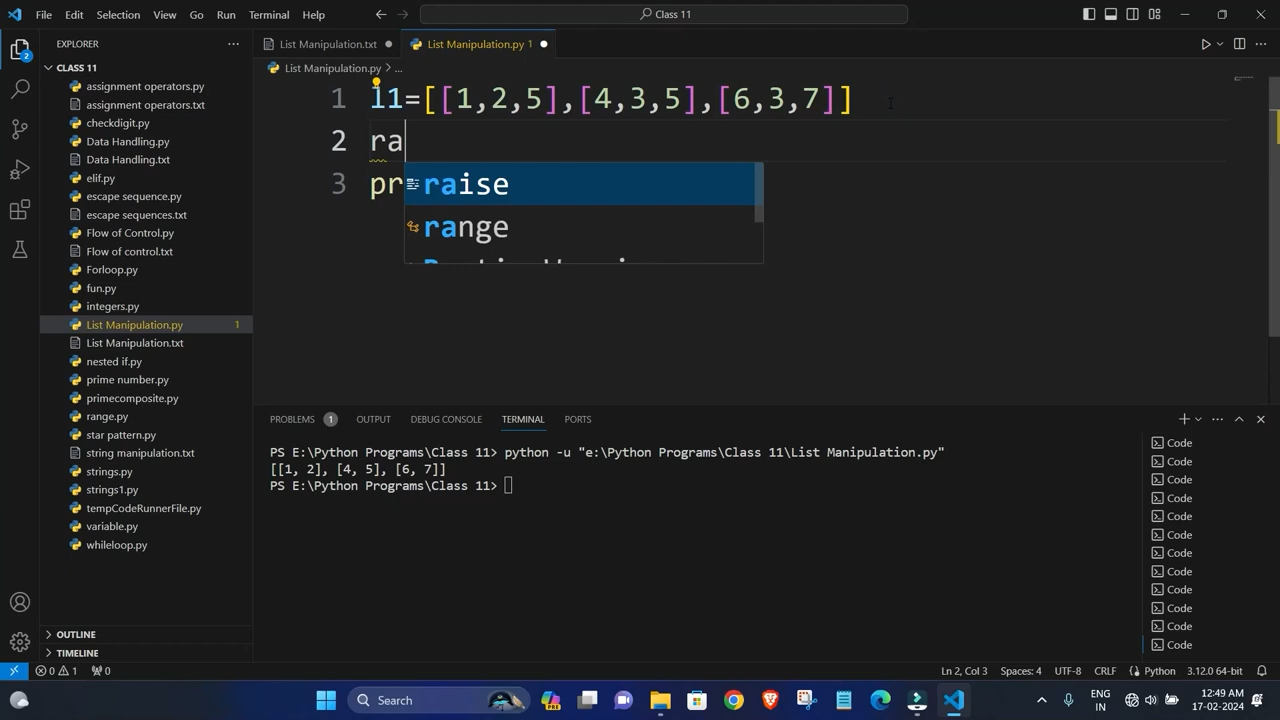 File Edit Selection View Go Run Terminal Help
Class 11
EXPLORER
CLASS 11
assignment operators.py
assignment operators.txt
checkdigit.py
Data Handling.py
Data Handling.txt
elif.py
escape sequence.py
escape sequences.txt
Flow of Control.py
Flow of control.txt
Forloop.py
fun.py
integers.py
List Manipulation.py 1
List Manipulation.txt
nested if.py
prime number.py
primecomposite.py
range.py
star pattern.py
string manipulation.txt
strings.py
strings1.py
tempCodeRunnerFile.py
variable.py
whileloop.py
OUTLINE
TIMELINE
2
List Manipulation.txt
List Manipulation.py 1
List Manipulation.py > ...
1 l1=[[1,2,5],[4,3,5],[6,3,7]]
2 ra
3 pr
raise
range
PROBLEMS 1 OUTPUT DEBUG CONSOLE TERMINAL PORTS
PS E:\Python Programs\Class 11> python -u "e:\Python Programs\Class 11\List Manipulation.py"
[[1, 2], [4, 5], [6, 7]]
PS E:\Python Programs\Class 11>
Code
Code
Code
Code
Code
Code
Code
Code
Code
Code
Code
Code
0 1 0
Ln 2, Col 3 Spaces: 4 UTF-8 CRLF Python 3.12.0 64-bit
Search
PRE
ENG
IN
12:49 AM
17-02-2024